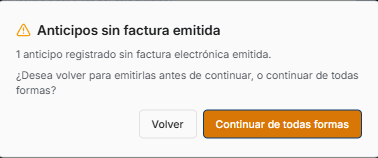 Anticipos sin factura emitida
1 anticipo registrado sin factura electrónica emitida.
¿Desea volver para emitirlas antes de continuar, o continuar de todas
formas?
Volver
Continuar de todas formas